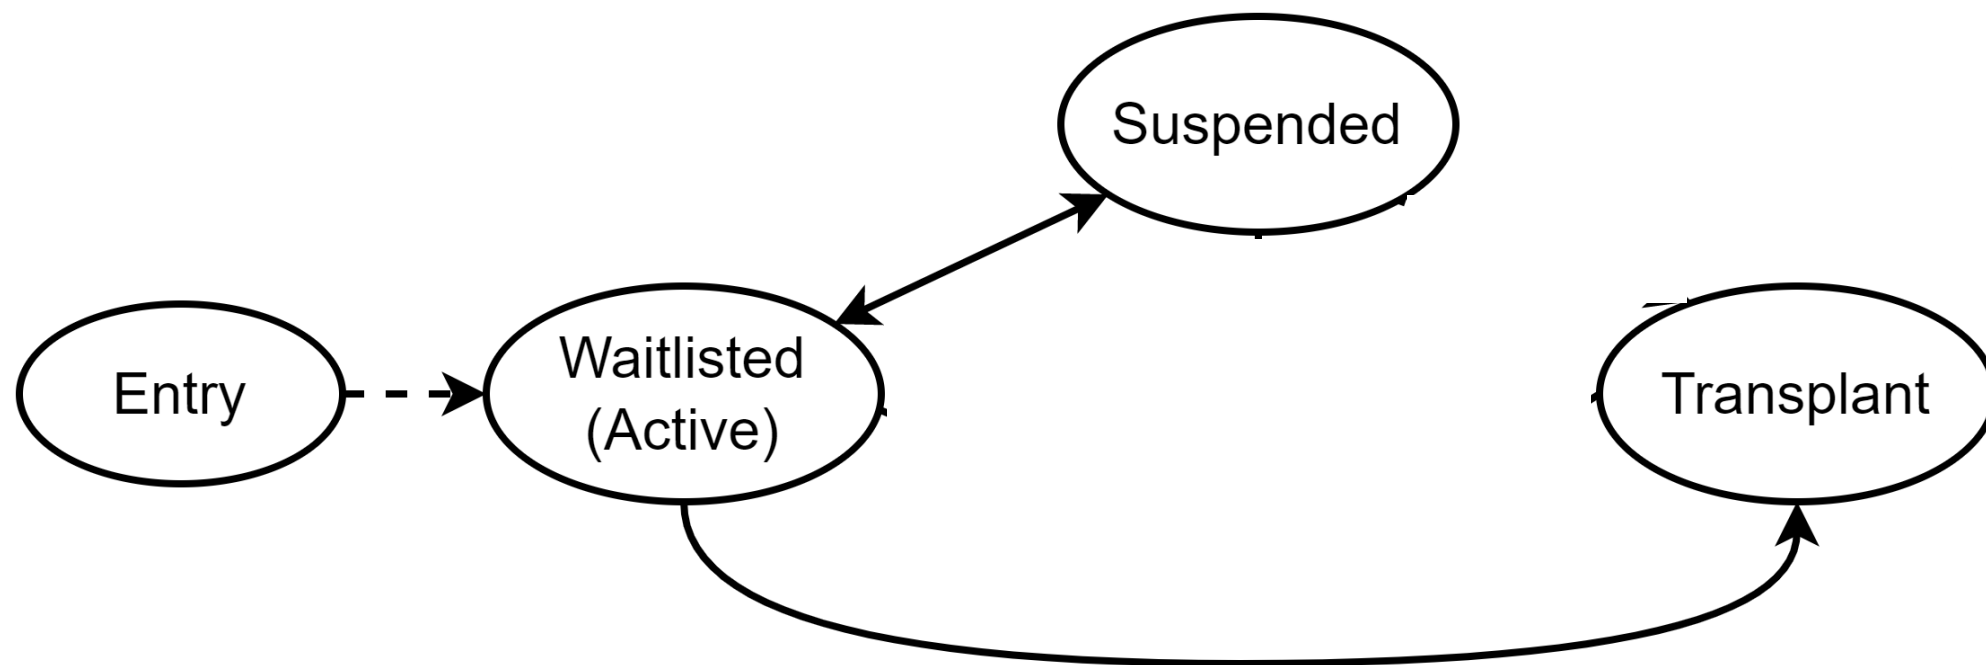 Suspended
Entry
Waitlisted
(Active)
Transplant